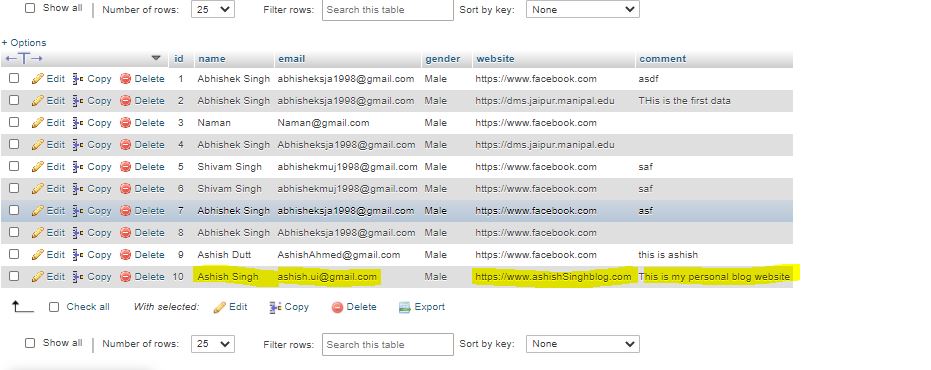 Show all Number of rows: 25 Filter rows: Search this table Sort by key: None
+ Options
id name email gender website comment
Edit Copy Delete 1 Abhishek Singh abhisheksja1998@gmail.com Male https://www.facebook.com asdf
Edit Copy Delete 2 Abhishek Singh abhisheksja1998@gmail.com Male https://dms.jaipur.manipal.edu THis is the first data
Edit Copy Delete 3 Naman Naman@gmail.com Male https://www.facebook.com
Edit Copy Delete 4 Abhishek Singh Abhisheksja1998@gmail.com Male https://dms.jaipur.manipal.edu
Edit Copy Delete 5 Shivam Singh abhishekmuj1998@gmail.com Male https://www.facebook.com saf
Edit Copy Delete 6 Shivam Singh abhishekmuj1998@gmail.com Male https://www.facebook.com saf
Edit Copy Delete 7 Abhishek Singh abhisheksja1998@gmail.com Male https://www.facebook.com asf
Edit Copy Delete 8 Abhishek Singh Abhisheksja1998@gmail.com Male https://www.facebook.com
Edit Copy Delete 9 Ashish Dutt AshishAhmed@gmail.com Male https://www.facebook.com this is ashish
Edit Copy Delete 10 Ashish Singh ashish.ui@gmail.com Male https://www.ashishSinghblog.com This is my personal blog website
Check all With selected: Edit Copy Delete Export
Show all Number of rows: 25 Filter rows: Search this table Sort by key: None